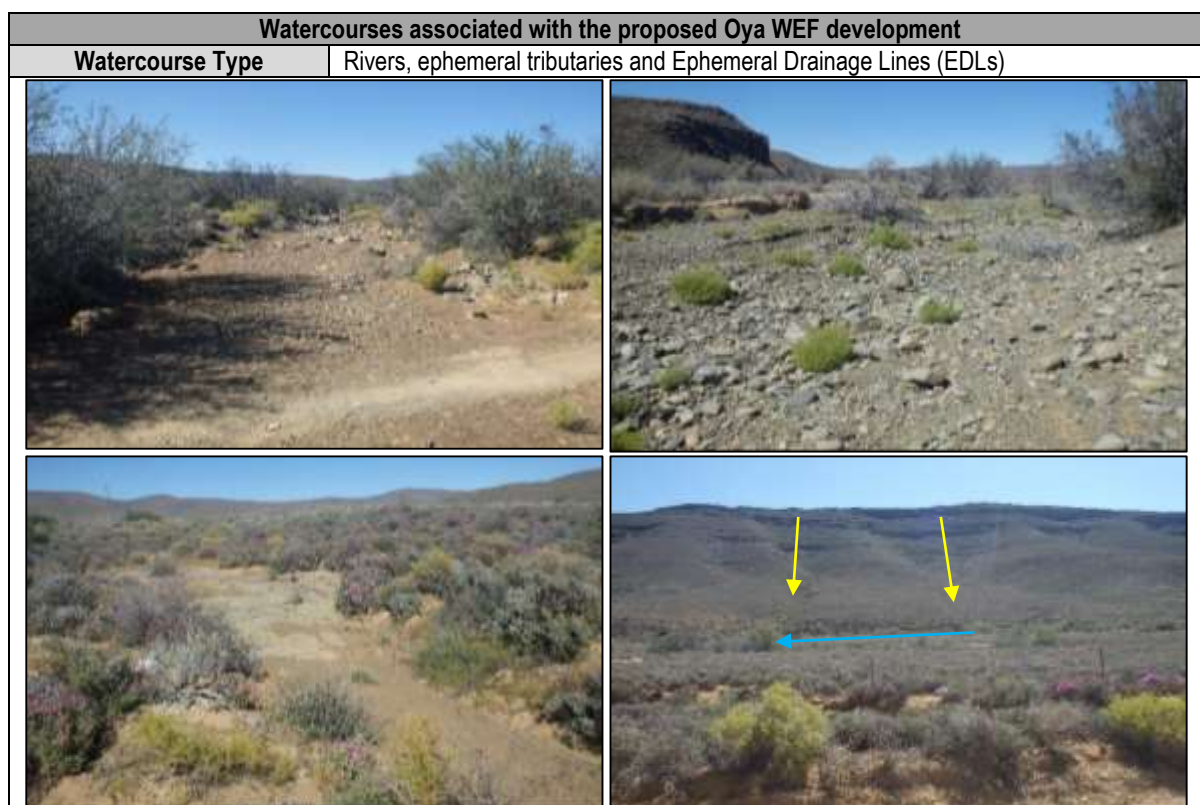 Watercourses associated with the proposed Oya WEF development
Watercourse Type Rivers, ephemeral tributaries and Ephemeral Drainage Lines (EDLs)